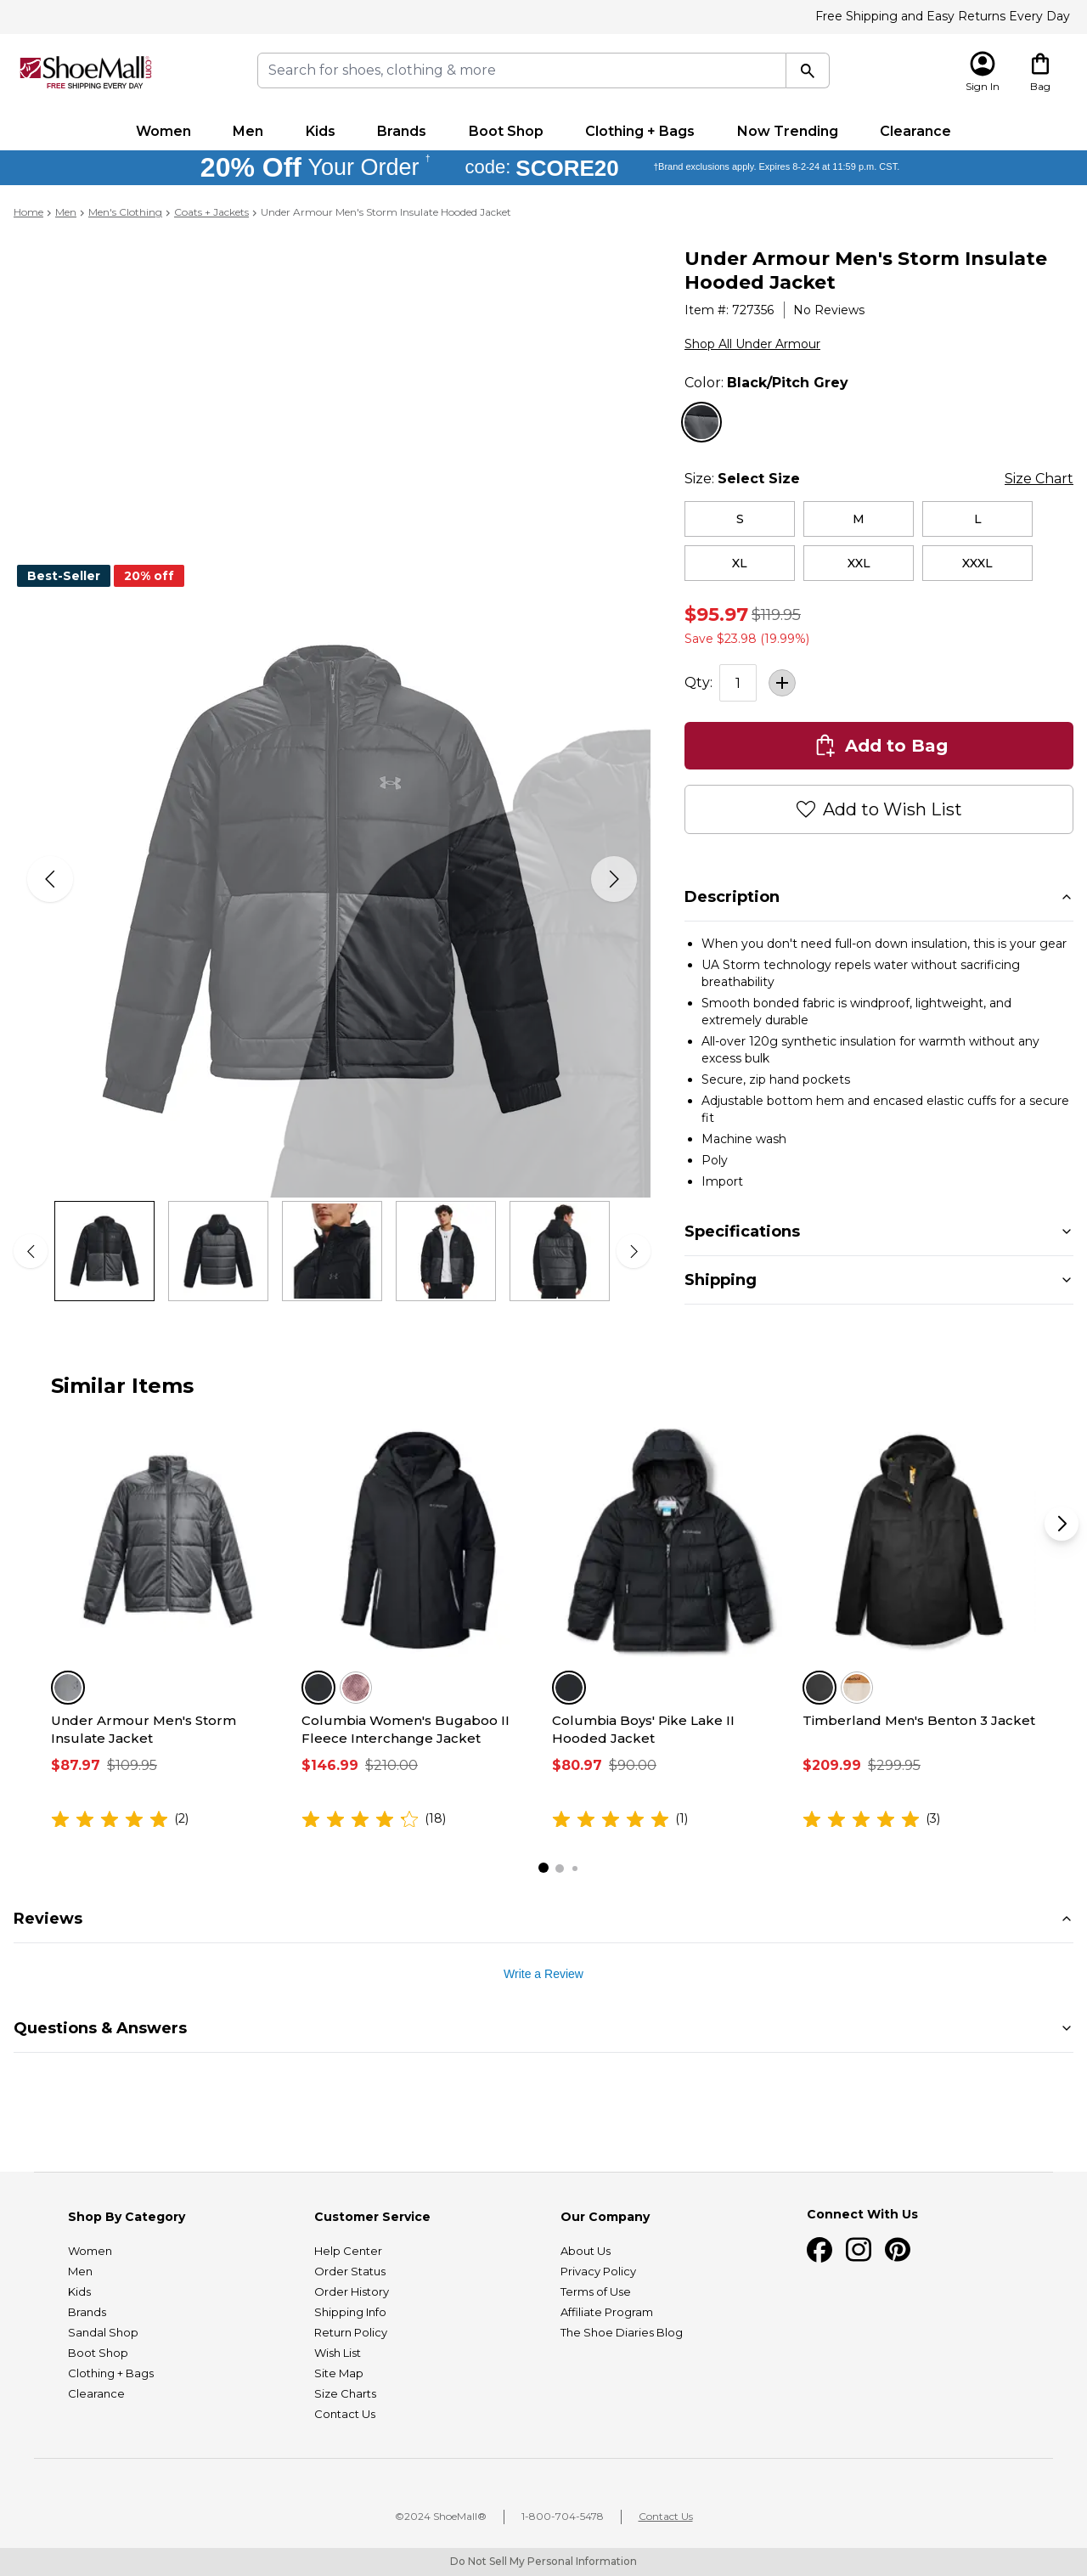 Free Shipping and Easy Returns Every Day
ShoeMall.com
FREE SHIPPING EVERY DAY
Search for shoes, clothing & more
Sign In
Bag
Women
Men
Kids
Brands
Boot Shop
Clothing + Bags
Now Trending
Clearance
20% Off Your Order † code: SCORE20 †Brand exclusions apply. Expires 8-2-24 at 11:59 p.m. CST.
Home > Men > Men's Clothing > Coats + Jackets > Under Armour Men's Storm Insulate Hooded Jacket
Best-Seller
20% off
Under Armour Men's Storm Insulate
Hooded Jacket
Item #: 727356
No Reviews
Shop All Under Armour
Color: Black/Pitch Grey
Size: Select Size
Size Chart
S
M
L
XL
XXL
XXXL
$95.97 $119.95
Save $23.98 (19.99%)
Qty: 1
Add to Bag
Add to Wish List
Description
• When you don't need full-on down insulation, this is your gear
• UA Storm technology repels water without sacrificing
breathability
• Smooth bonded fabric is windproof, lightweight, and
extremely durable
• All-over 120g synthetic insulation for warmth without any
excess bulk
• Secure, zip hand pockets
• Adjustable bottom hem and encased elastic cuffs for a secure
fit
• Machine wash
• Poly
• Import
Specifications
Shipping
Similar Items
Under Armour Men's Storm
Insulate Jacket
$87.97 $109.95
(2)
Columbia Women's Bugaboo II
Fleece Interchange Jacket
$146.99 $210.00
(18)
Columbia Boys' Pike Lake II
Hooded Jacket
$80.97 $90.00
(1)
Timberland Men's Benton 3 Jacket
$209.99 $299.95
(3)
Reviews
Write a Review
Questions & Answers
Shop By Category
Women
Men
Kids
Brands
Sandal Shop
Boot Shop
Clothing + Bags
Clearance
Customer Service
Help Center
Order Status
Order History
Shipping Info
Return Policy
Wish List
Site Map
Size Charts
Contact Us
Our Company
About Us
Privacy Policy
Terms of Use
Affiliate Program
The Shoe Diaries Blog
Connect With Us
©2024 ShoeMall®
1-800-704-5478
Contact Us
Do Not Sell My Personal Information